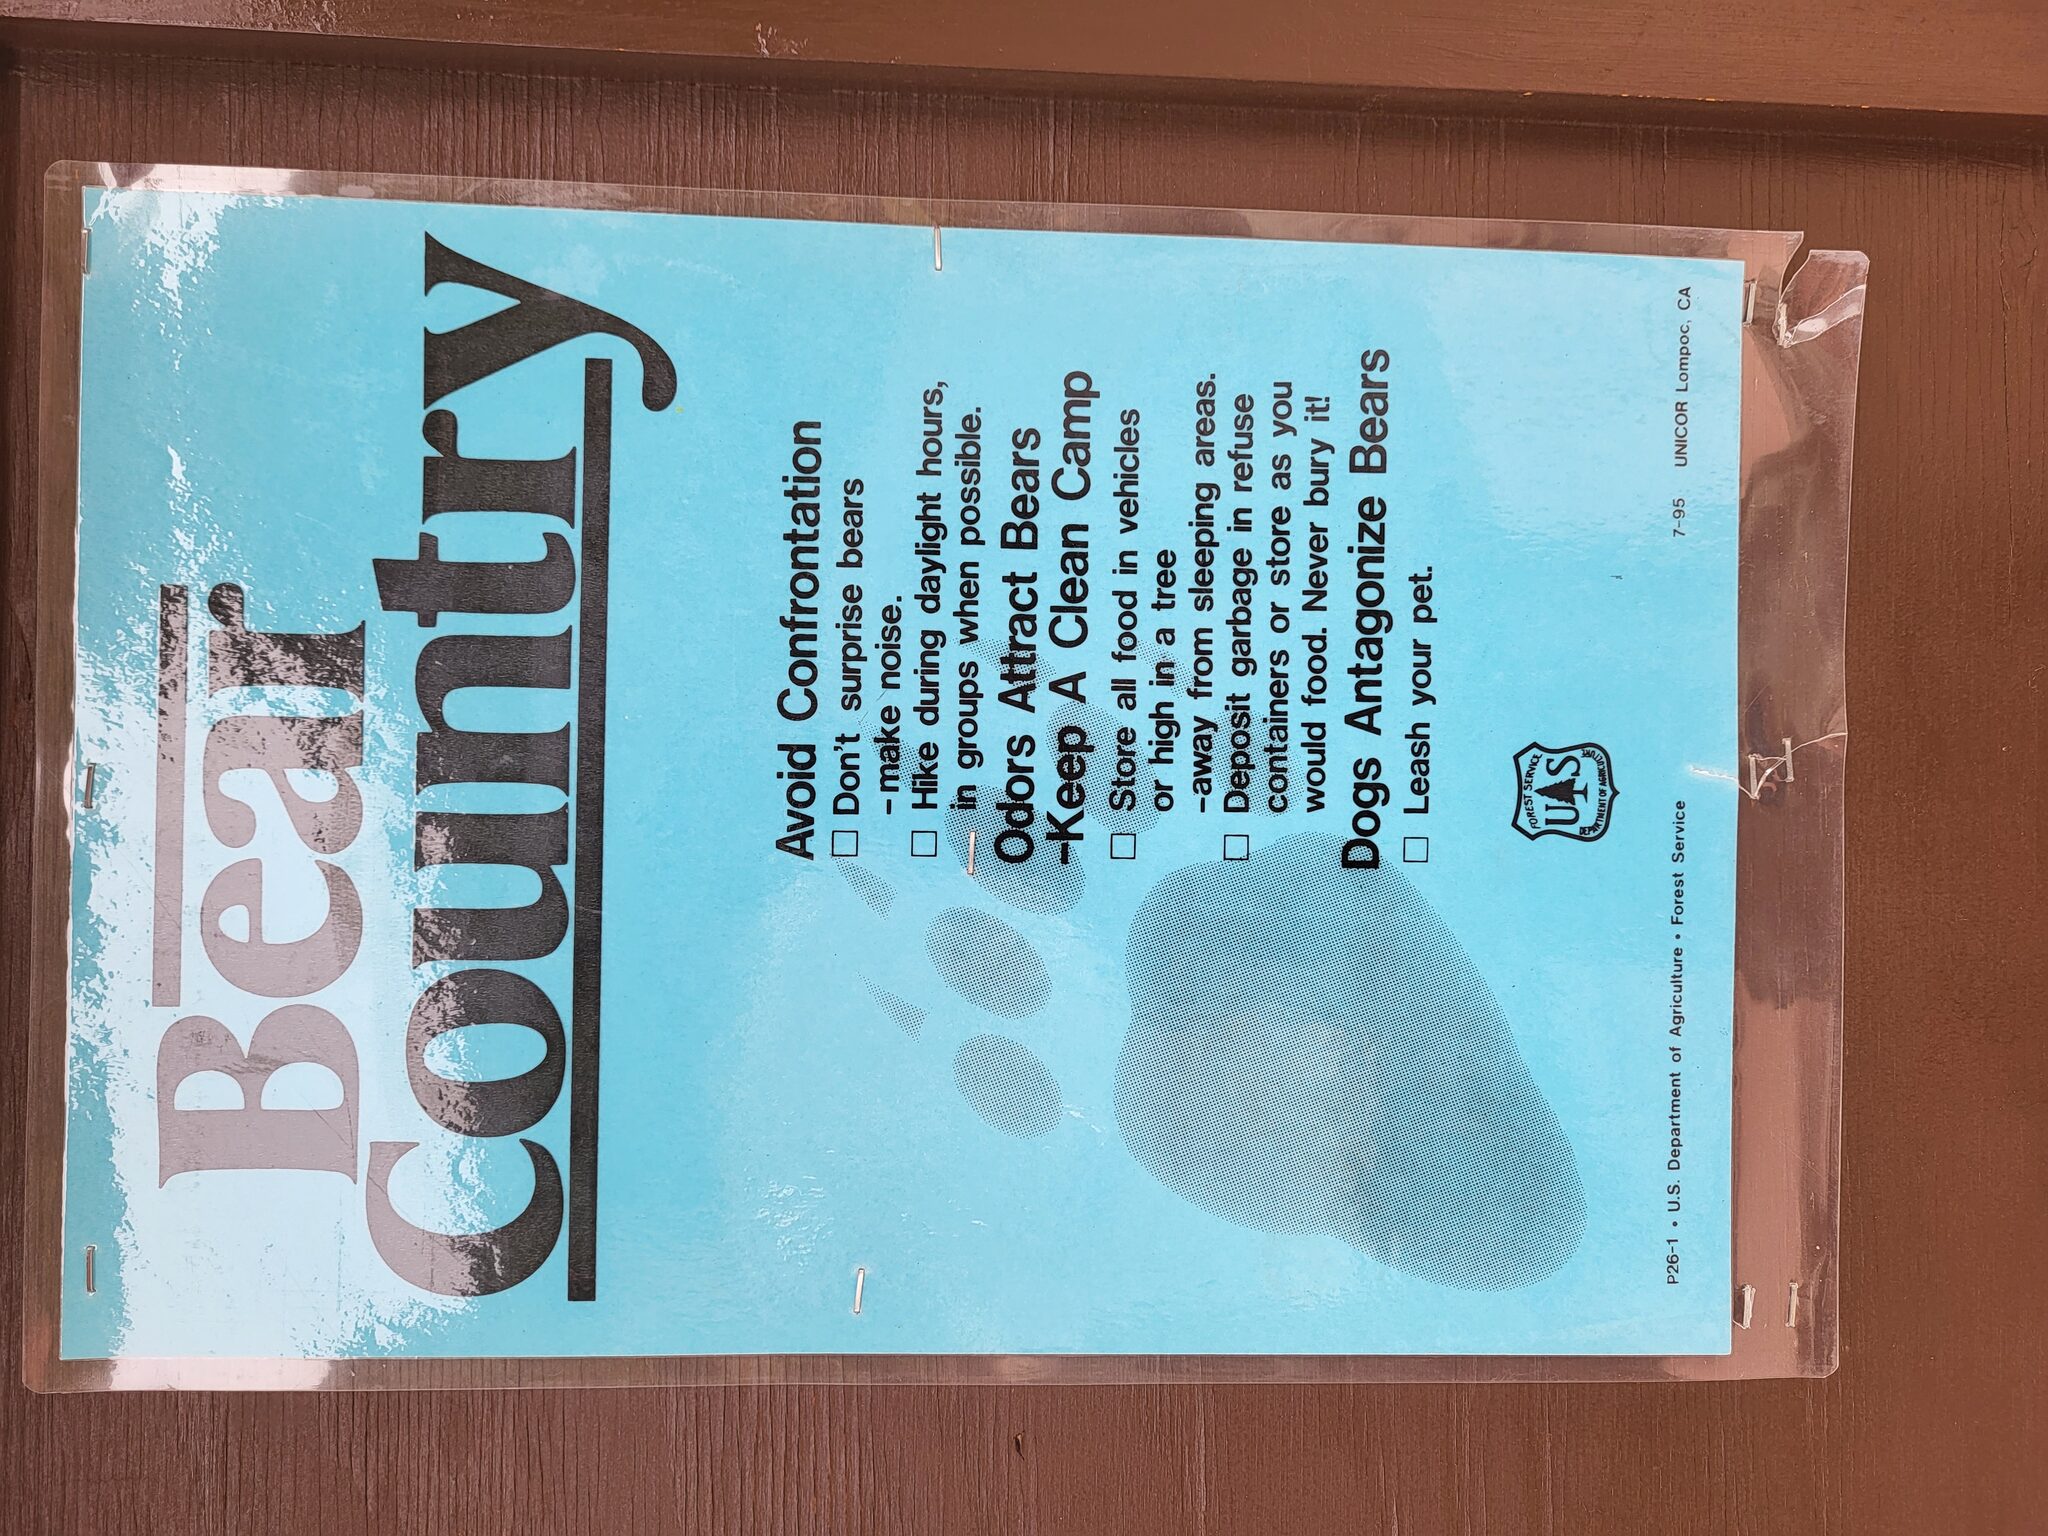 Bear
Country
Avoid Confrontation
Don't surprise bears
-make noise.
Hike during daylight hours,
in groups when possible.
Odors Attract Bears
-Keep A Clean Camp
Store all food in vehicles
or high in a tree
-away from sleeping areas.
Deposit garbage in refuse
containers or store as you
would food. Never bury it!
Dogs Antagonize Bears
Leash your pet.
FOREST SERVICE
U S
DEPARTMENT OF AGRICULTURE
P26-1 • U.S. Department of Agriculture • Forest Service 7-95 UNICOR Lompoc, CA